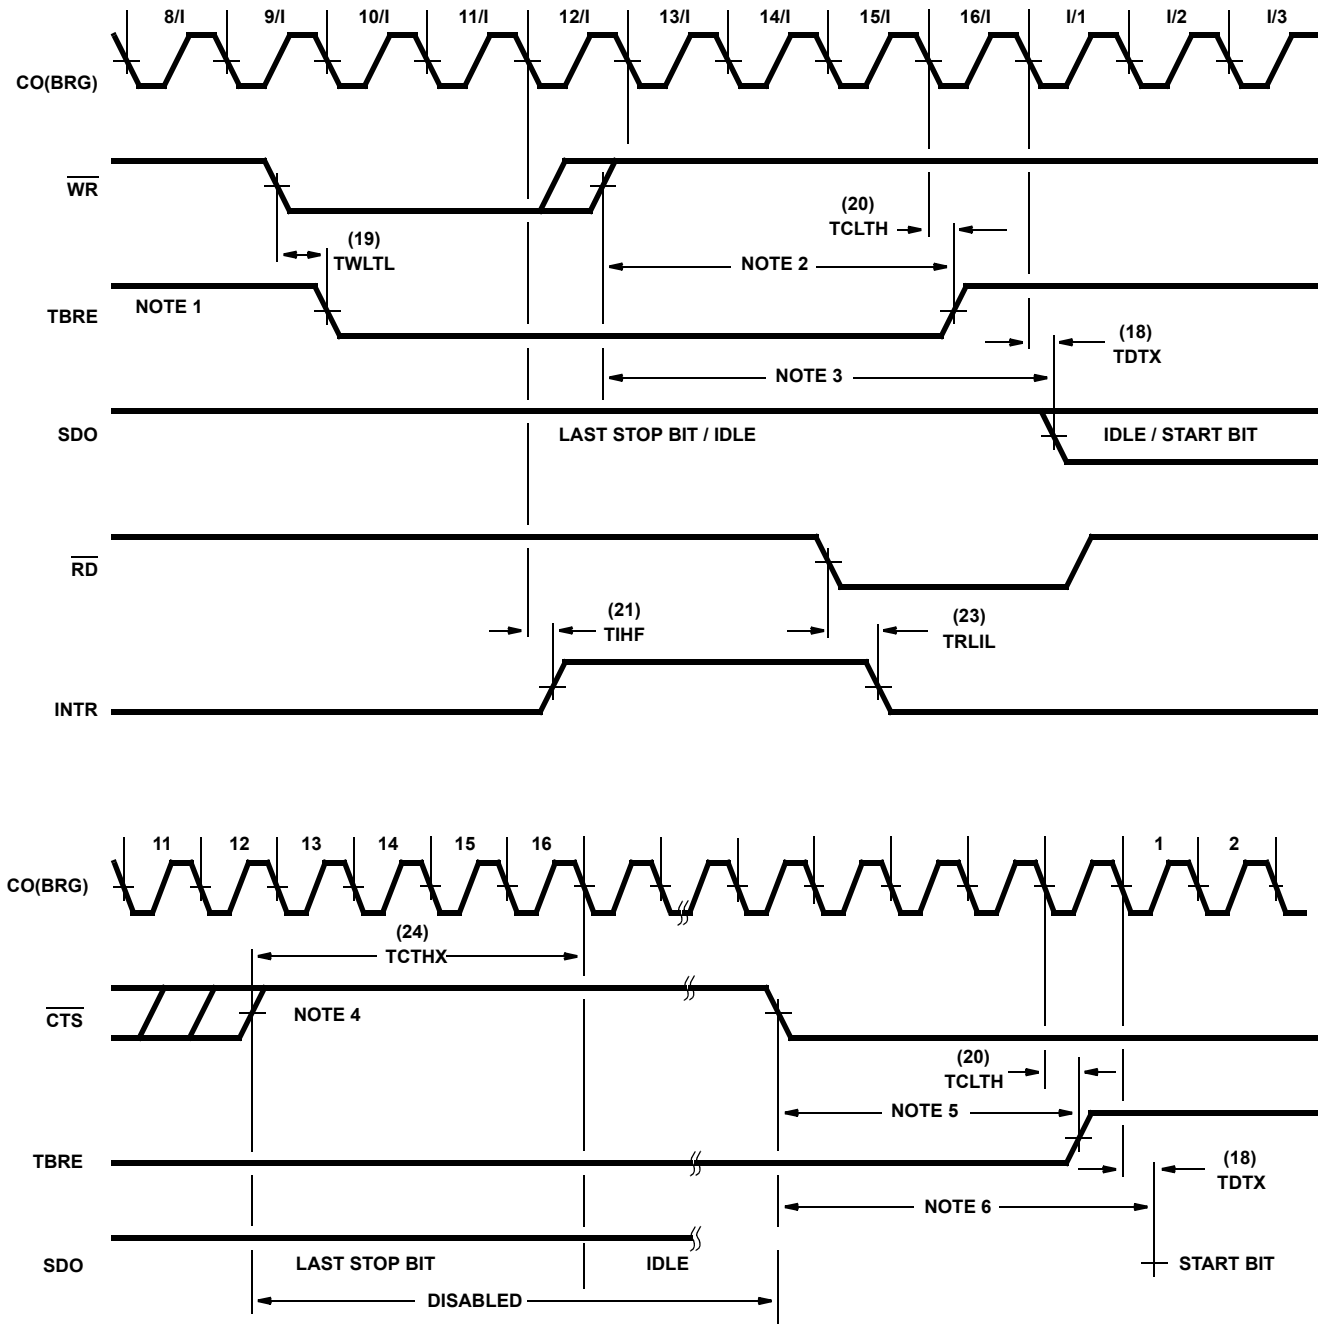 8/I 9/I 10/I 11/I 12/I 13/I 14/I 15/I 16/I I/1 I/2 I/3
CO(BRG)
WR
(20)
TCLTH
(19)
TWLTL
NOTE 2
NOTE 1
TBRE
(18)
TDTX
NOTE 3
SDO
LAST STOP BIT / IDLE
IDLE / START BIT
RD
(21)
TIHF
(23)
TRLIL
INTR
11 12 13 14 15 16 1 2
CO(BRG)
(24)
TCTHX
CTS
NOTE 4
(20)
TCLTH
NOTE 5
TBRE
(18)
TDTX
NOTE 6
SDO
LAST STOP BIT
IDLE
START BIT
DISABLED